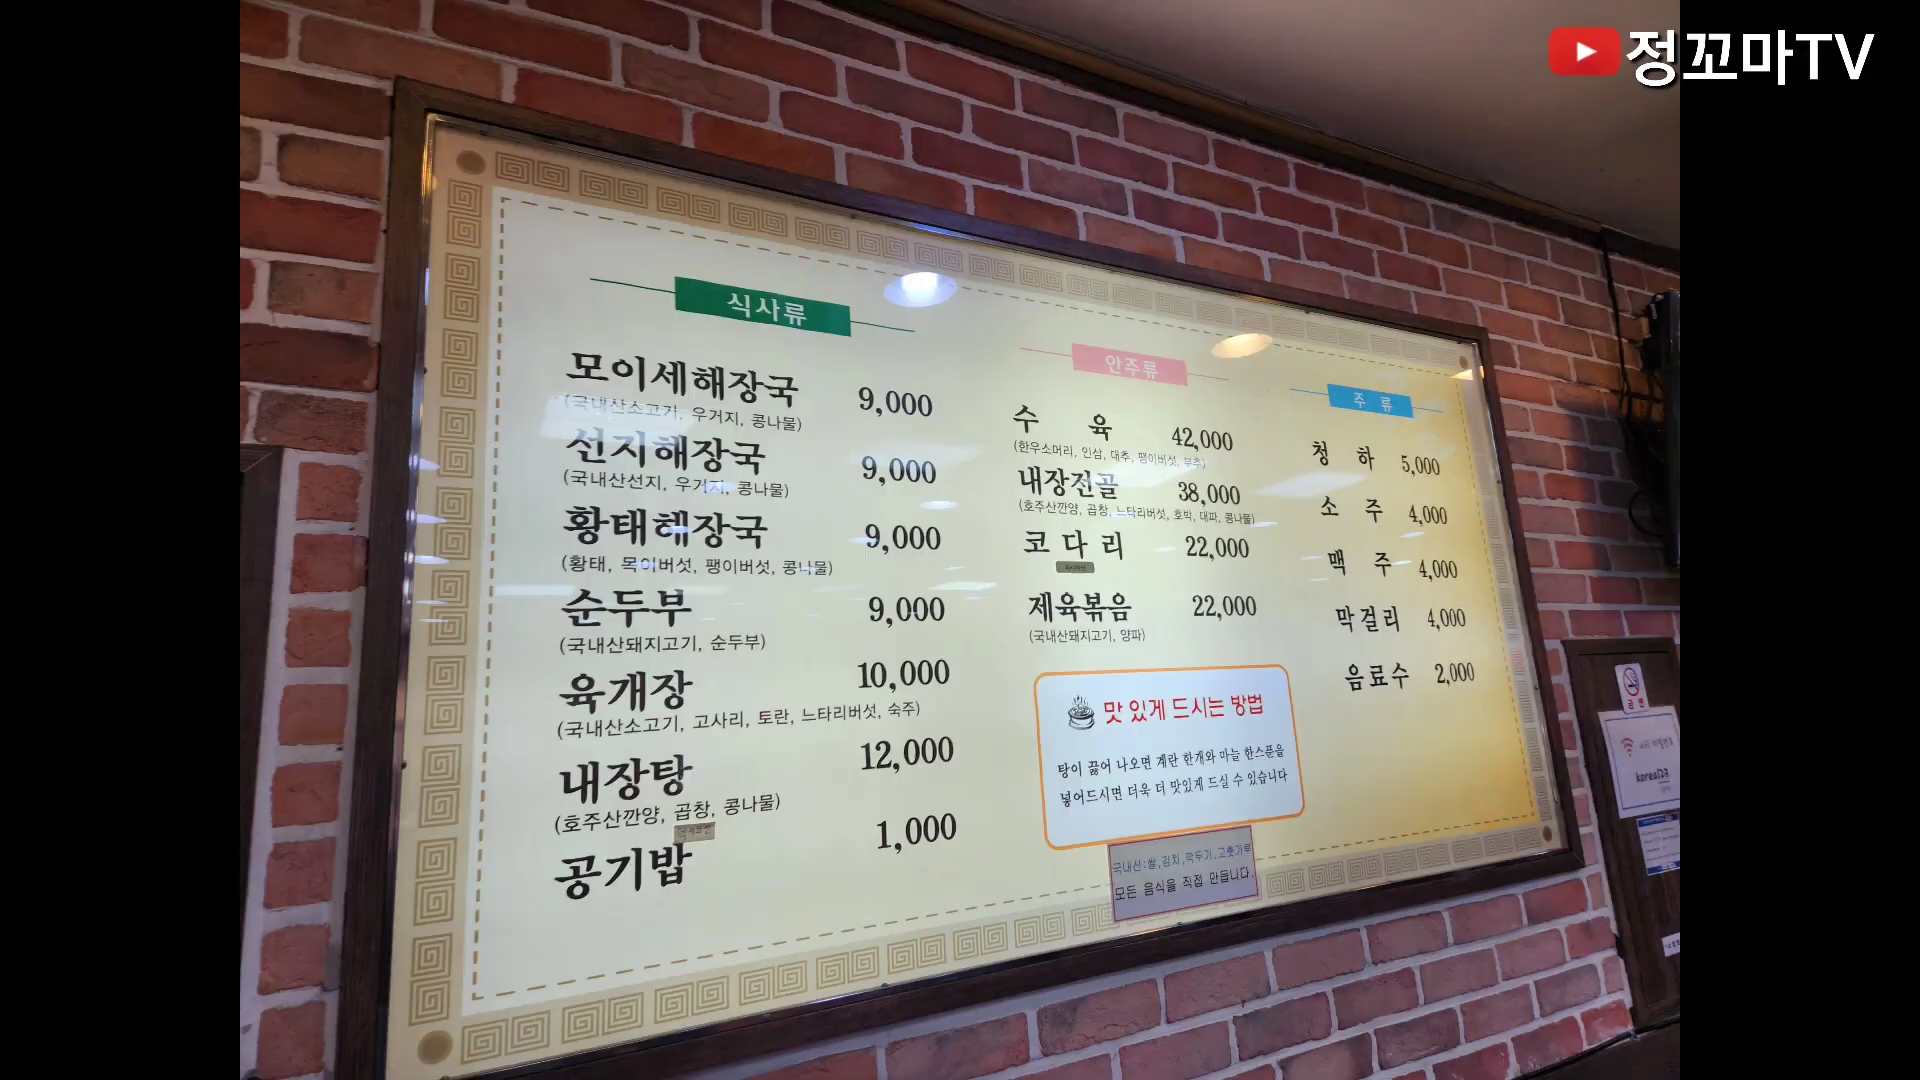 정꼬마TV
식사류
모이세해장국 9,000
(국내산소고기, 우거지, 콩나물)
선지해장국 9,000
(국내산선지, 우거지, 콩나물)
황태해장국 9,000
(황태, 목이버섯, 팽이버섯, 콩나물)
순두부 9,000
(국내산돼지고기, 순두부)
육개장 10,000
(국내산소고기, 고사리, 토란, 느타리버섯, 숙주)
내장탕 12,000
(호주산깐양, 곱창, 콩나물)
공기밥 1,000
안주류
수 육 42,000
(한우소머리, 인삼, 대추, 팽이버섯, 부추)
내장전골 38,000
(호주산깐양, 곱창, 느타리버섯, 호박, 대파, 콩나물)
코다리 22,000
제육볶음 22,000
(국내산돼지고기, 양파)
맛 있게 드시는 방법
탕이 끓어 나오면 계란 한개와 마늘 한스푼을
넣어드시면 더욱 더 맛있게 드실 수 있습니다
국내산:쌀,김치,깍두기,고춧가루
모든 음식을 직접 만듭니다.
주 류
청 하 5,000
소 주 4,000
맥 주 4,000
막걸리 4,000
음료수 2,000
금연